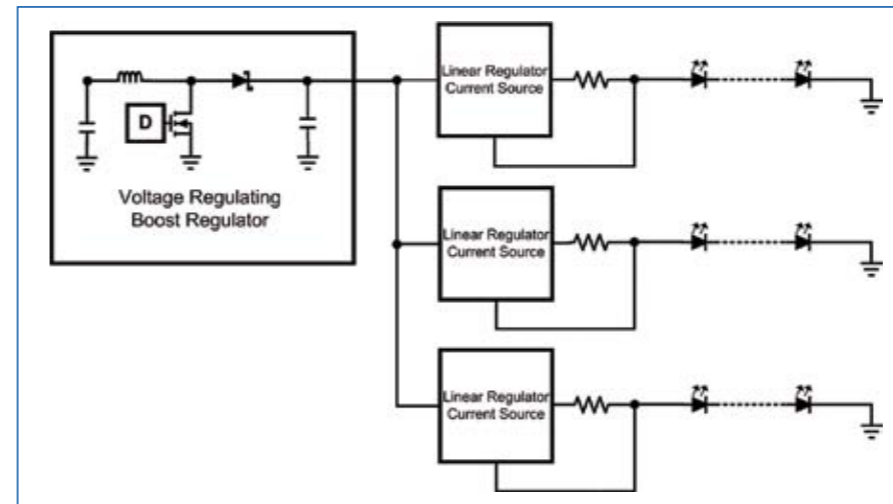 D
Voltage Regulating
Boost Regulator
Linear Regulator
Current Source
Linear Regulator
Current Source
Linear Regulator
Current Source